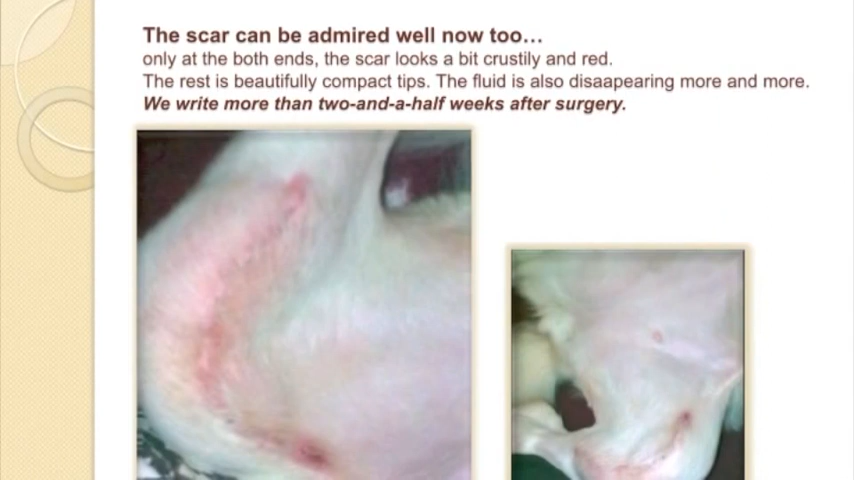 The scar can be admired well now too…
only at the both ends, the scar looks a bit crustily and red.
The rest is beautifully compact tips. The fluid is also disaapearing more and more.
We write more than two-and-a-half weeks after surgery.